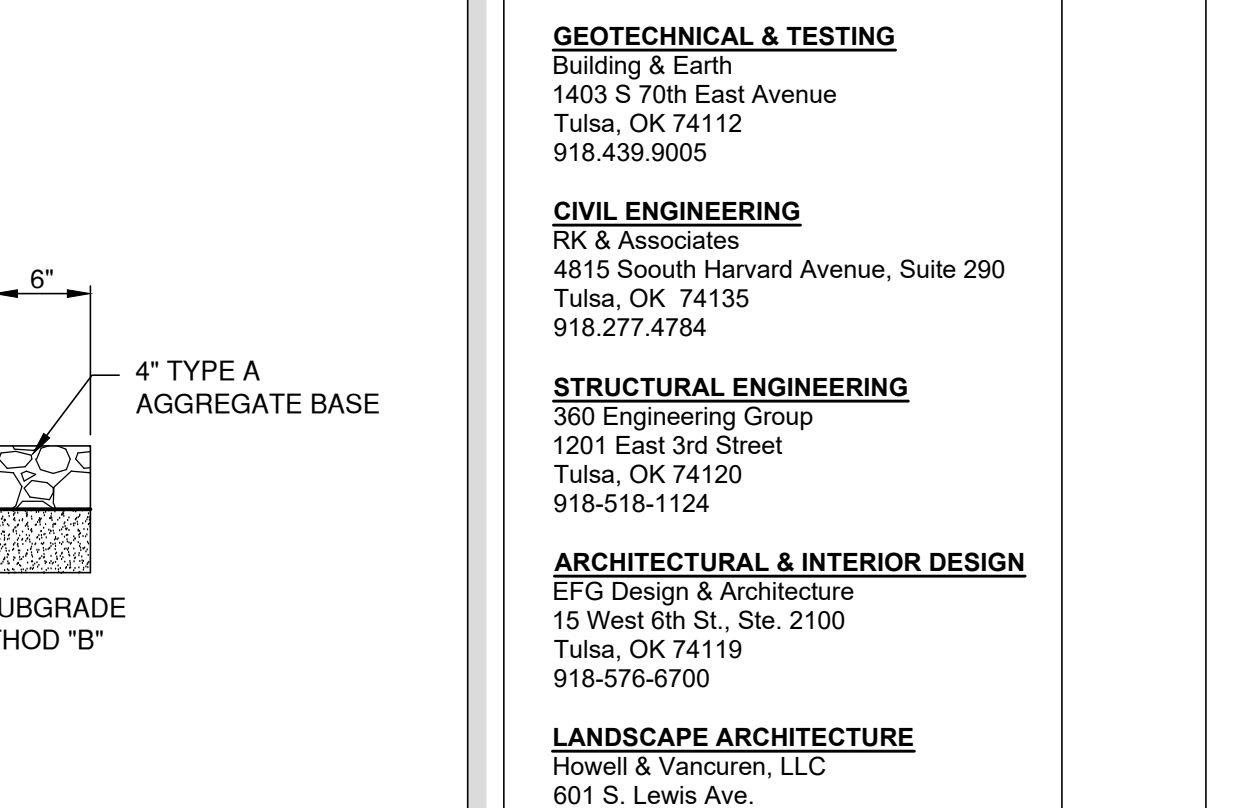 6"
4" TYPE A
AGGREGATE BASE
UBGRADE
THOD "B"
GEOTECHNICAL & TESTING
Building & Earth
1403 S 70th East Avenue
Tulsa, OK 74112
918.439.9005
CIVIL ENGINEERING
RK & Associates
4815 Soouth Harvard Avenue, Suite 290
Tulsa, OK  74135
918.277.4784
STRUCTURAL ENGINEERING
360 Engineering Group
1201 East 3rd Street
Tulsa, OK 74120
918-518-1124
ARCHITECTURAL & INTERIOR DESIGN
EFG Design & Architecture
15 West 6th St., Ste. 2100
Tulsa, OK 74119
918-576-6700
LANDSCAPE ARCHITECTURE
Howell & Vancuren, LLC
601 S. Lewis Ave.